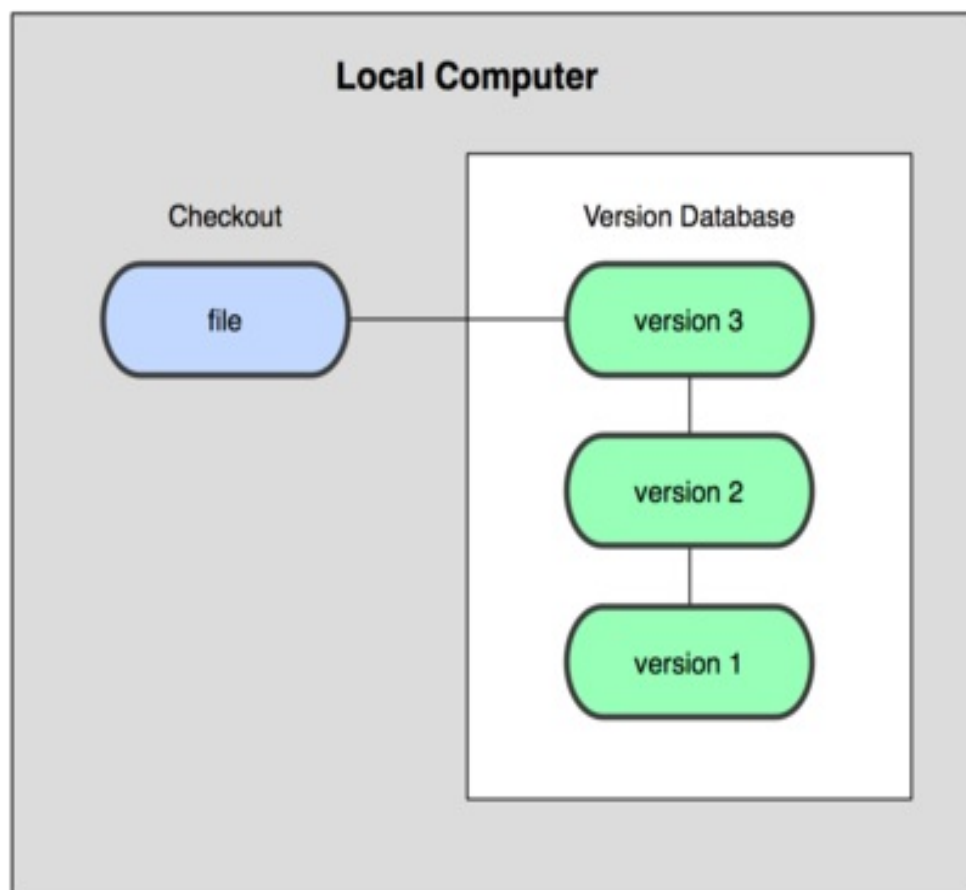 Local Computer
Checkout
Version Database
file
version 3
version 2
version 1